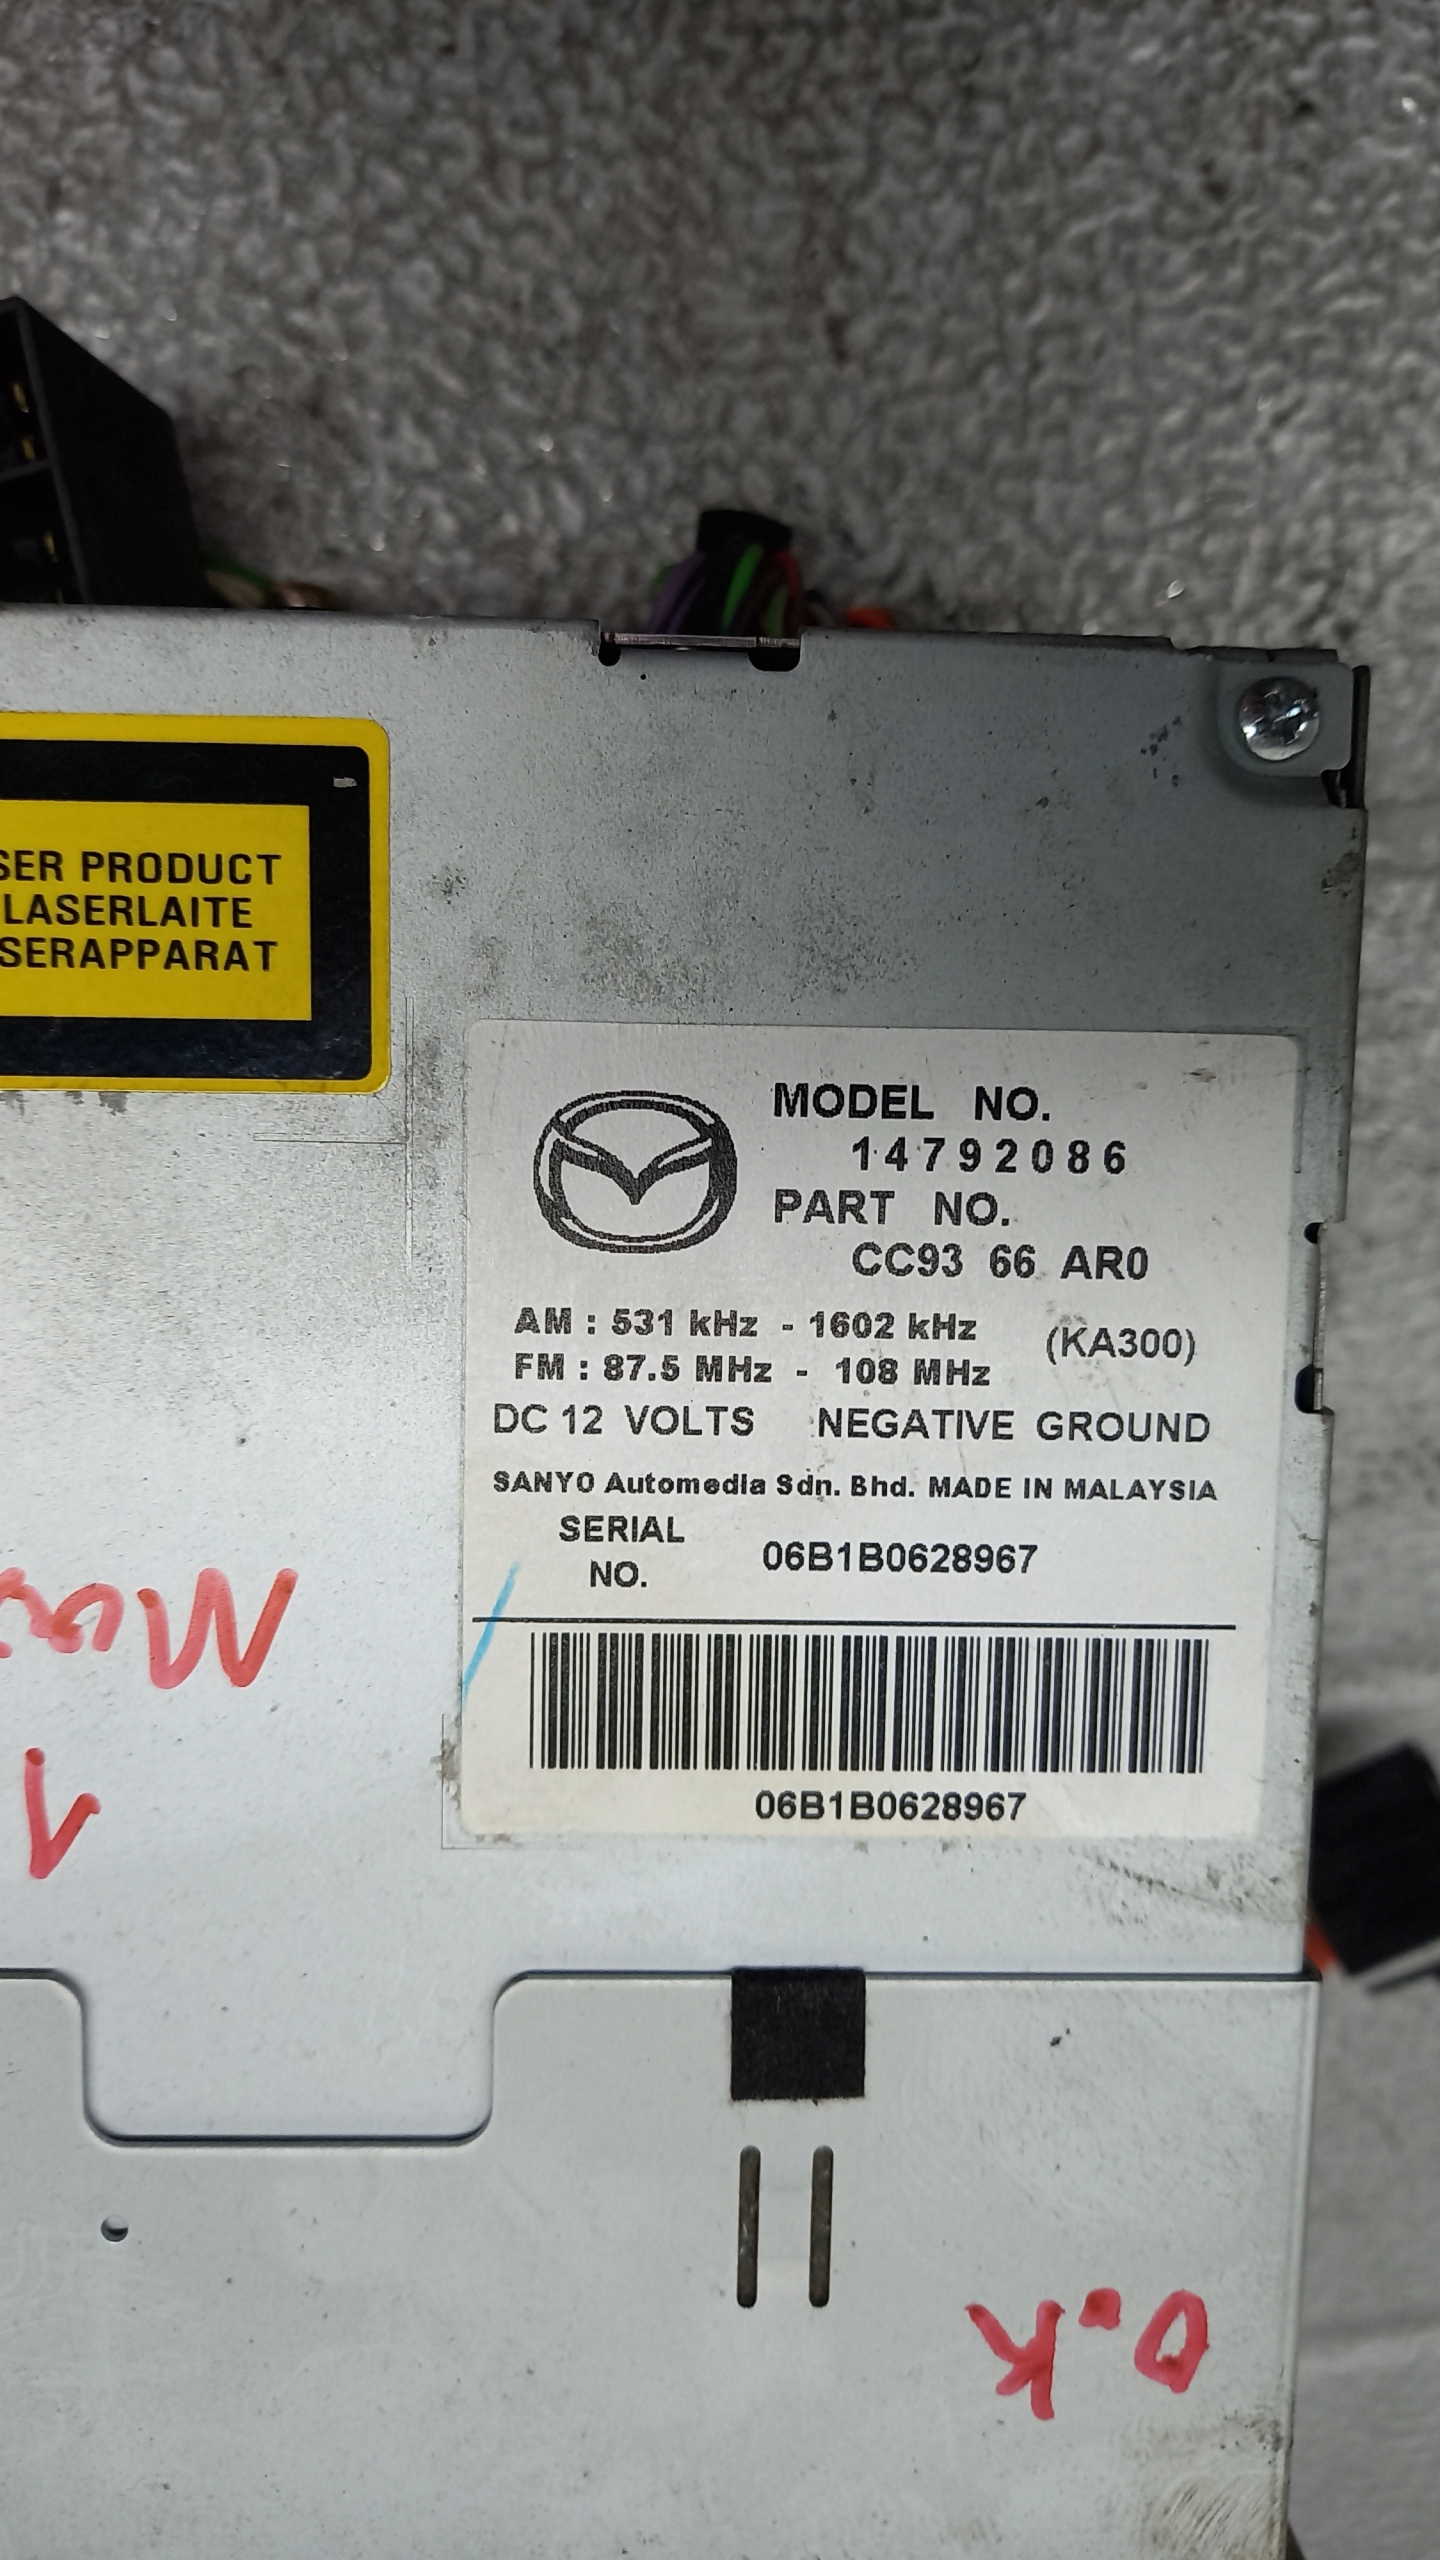 SER PRODUCT
LASERLAITE
SERAPPARAT
MODEL NO.
14792086
PART NO.
CC93 66 AR0
AM : 531 kHz - 1602 kHz (KA300)
FM : 87.5 MHz - 108 MHz
DC 12 VOLTS NEGATIVE GROUND
SANYO Automedia Sdn. Bhd. MADE IN MALAYSIA
SERIAL NO. 06B1B0628967
06B1B0628967
1
O.K